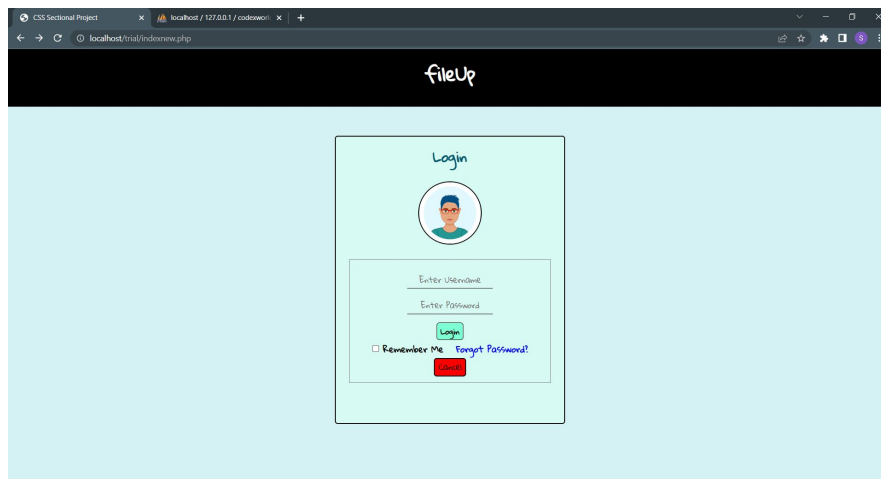 CSS Sectional Project
localhost / 127.0.0.1 / codexworl
localhost/trial/indexnew.php
S
fileUp
Login
Enter Username
Enter Password
Login
Remember Me Forgot Password?
Cancel